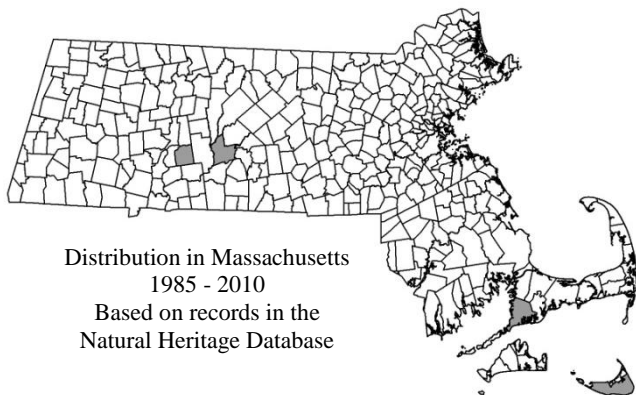 Distribution in Massachusetts
1985 - 2010
Based on records in the
Natural Heritage Database